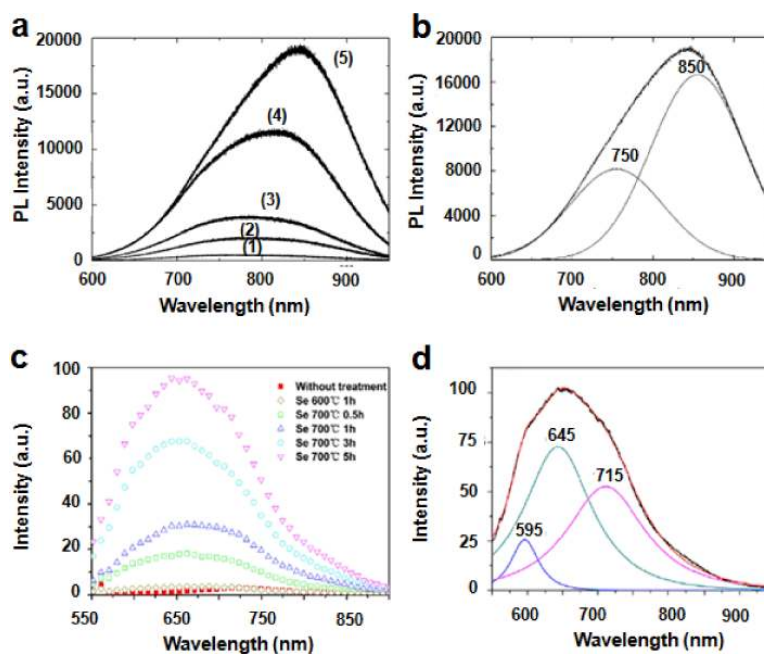 a
20000
15000
10000
5000
0
PL Intensity (a.u.)
(5)
(4)
(3)
(2)
(1)
600 700 800 900
Wavelength (nm)
b
20000
16000
12000
8000
4000
0
PL Intensity (a.u.)
850
750
600 700 800 900
Wavelength (nm)
c
100
80
60
40
20
0
Intensity (a.u.)
Without treatment
Se 600℃ 1h
Se 700℃ 0.5h
Se 700℃ 1h
Se 700℃ 3h
Se 700℃ 5h
550 650 750 850
Wavelength (nm)
d
100
75
50
25
0
Intensity (a.u.)
645
715
595
600 700 800 900
Wavelength (nm)